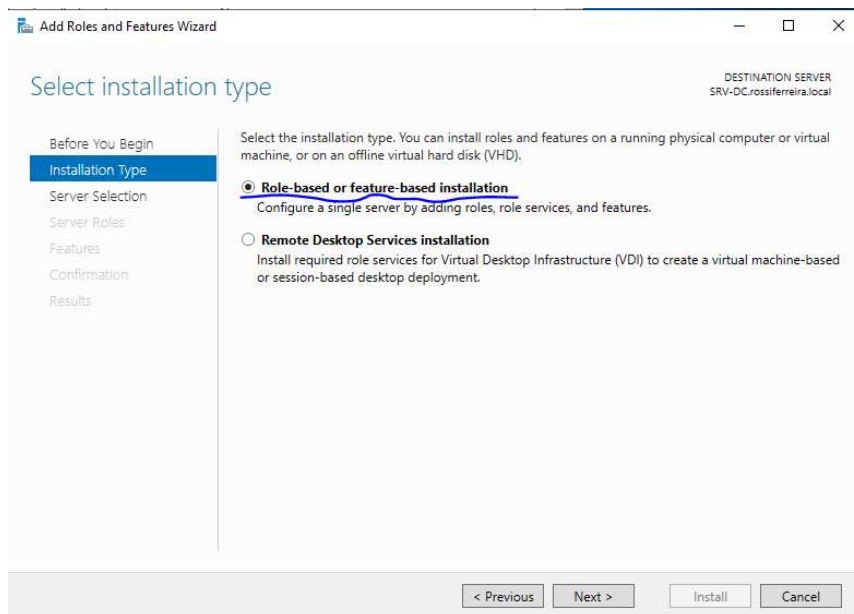 Add Roles and Features Wizard
Select installation type
DESTINATION SERVER
SRV-DC.rossiferreira.local
Before You Begin
Installation Type
Server Selection
Server Roles
Features
Confirmation
Results
Select the installation type. You can install roles and features on a running physical computer or virtual
machine, or on an offline virtual hard disk (VHD).
Role-based or feature-based installation
Configure a single server by adding roles, role services, and features.
Remote Desktop Services installation
Install required role services for Virtual Desktop Infrastructure (VDI) to create a virtual machine-based
or session-based desktop deployment.
< Previous
Next >
Install
Cancel